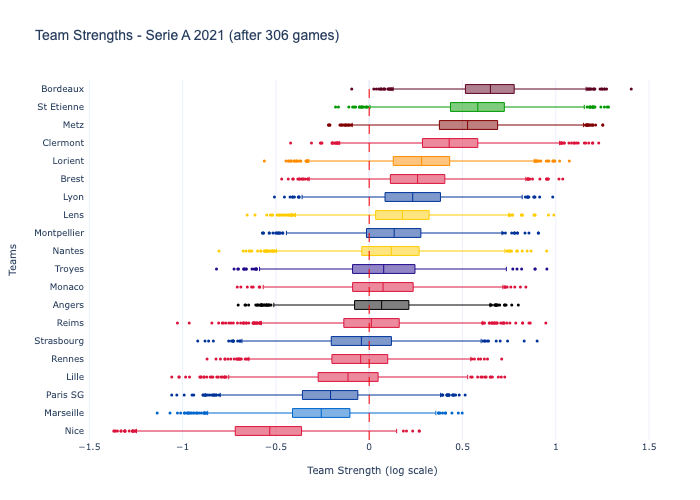 Team Strengths - Serie A 2021 (after 306 games)
Teams
Bordeaux
St Etienne
Metz
Clermont
Lorient
Brest
Lyon
Lens
Montpellier
Nantes
Troyes
Monaco
Angers
Reims
Strasbourg
Rennes
Lille
Paris SG
Marseille
Nice
−1.5 −1 −0.5 0 0.5 1 1.5
Team Strength (log scale)